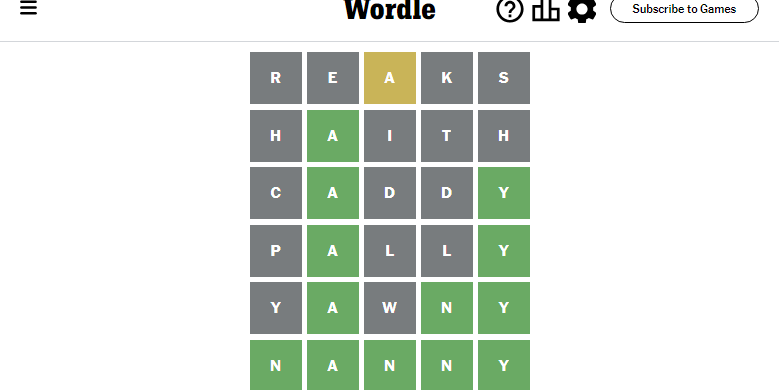 Wordle
Subscribe to Games
R E A K S
H A I T H
C A D D Y
P A L L Y
Y A W N Y
N A N N Y